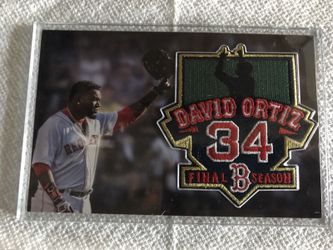 DAVID ORTIZ
34
FINAL B SEASON